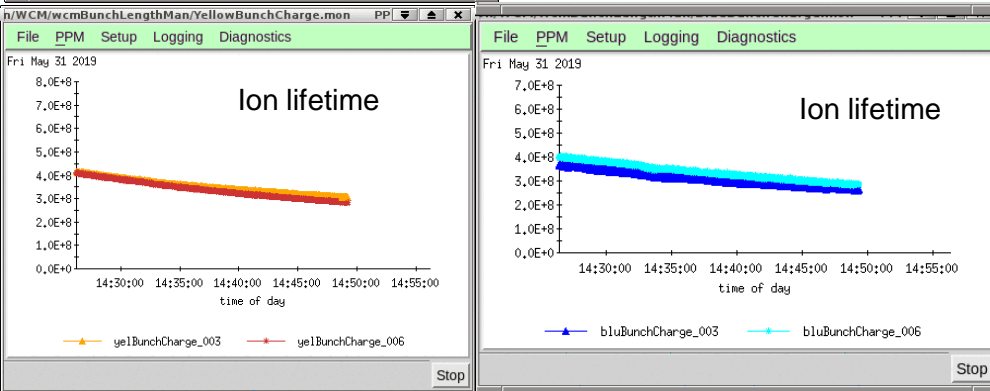 n/WCM/wcmBunchLengthMan/YellowBunchCharge.mon PP
File PPM Setup Logging Diagnostics
Fri May 31 2019
Ion lifetime
8.0E+8
7.0E+8
6.0E+8
5.0E+8
4.0E+8
3.0E+8
2.0E+8
1.0E+8
0.0E+0
14:30:00 14:35:00 14:40:00 14:45:00 14:50:00 14:55:00
time of day
yelBunchCharge_003 yelBunchCharge_006
Stop
File PPM Setup Logging Diagnostics
Fri May 31 2019
Ion lifetime
7.0E+8
6.0E+8
5.0E+8
4.0E+8
3.0E+8
2.0E+8
1.0E+8
0.0E+0
14:30:00 14:35:00 14:40:00 14:45:00 14:50:00 14:55:00
time of day
bluBunchCharge_003 bluBunchCharge_006
Stop